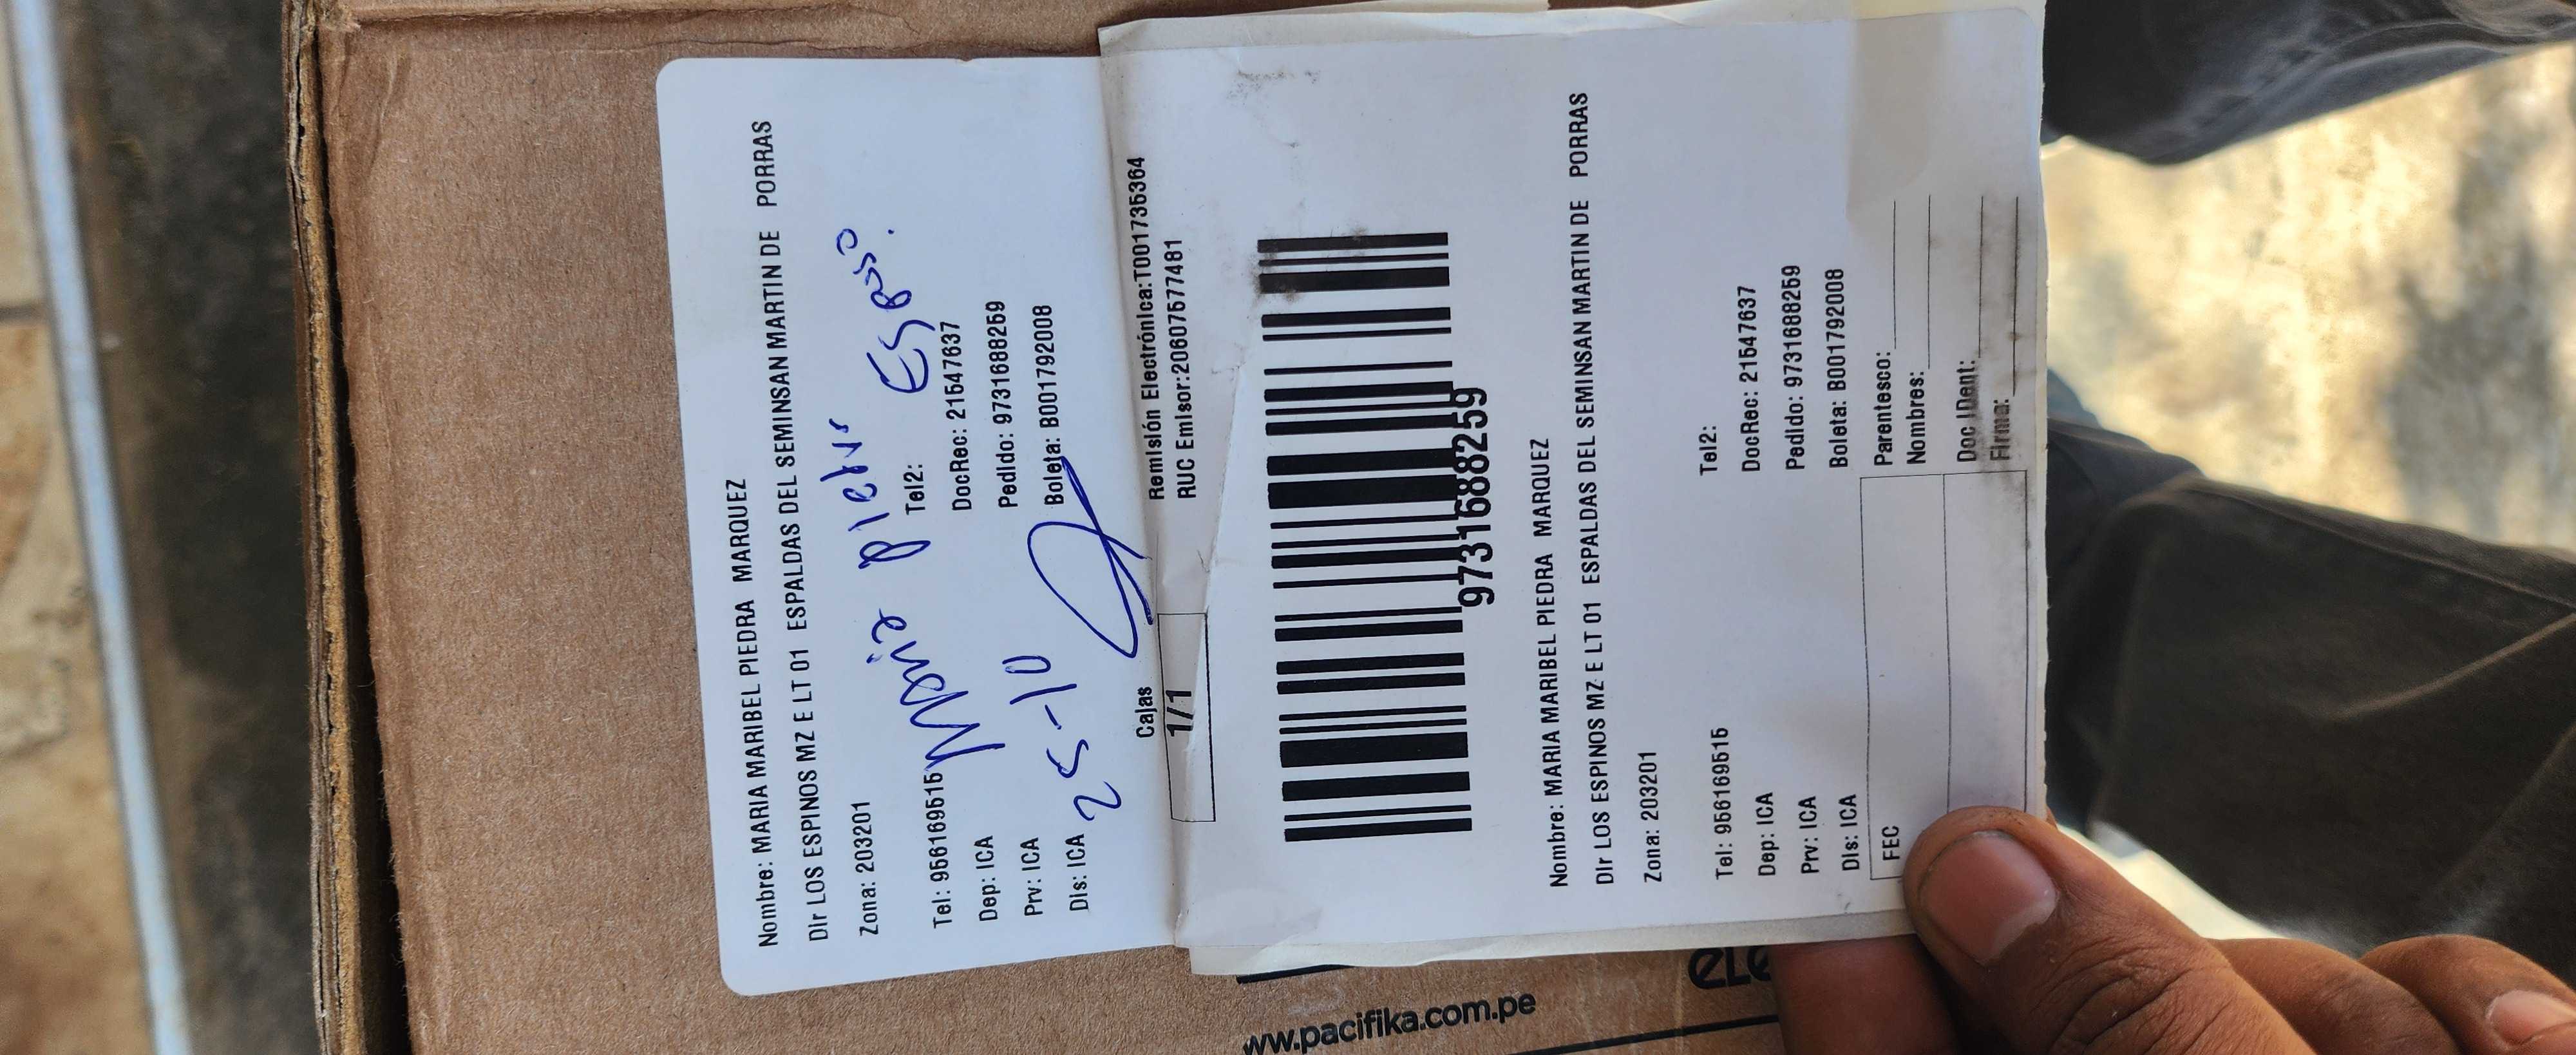 Nombre: MARIA MARIBEL PIEDRA MARQUEZ
Dir LOS ESPINOS MZ E LT 01 ESPALDAS DEL SEMINSAN MARTIN DE PORRAS
Zona: 203201
Maria piedra Esposo.
Tel: 956169515 Tel2:
Dep: ICA DocRec: 21547637
Prv: ICA Pedido: 9731688259
Dis: ICA Boleta: B001792008
25-10
Cajas Remisión Electrónica:T001735364
1/1 RUC Emisor:20607577481
9731688259
Nombre: MARIA MARIBEL PIEDRA MARQUEZ
Dir LOS ESPINOS MZ E LT 01 ESPALDAS DEL SEMINSAN MARTIN DE PORRAS
Zona: 203201
Tel: 956169515 Tel2:
Dep: ICA DocRec: 21547637
Prv: ICA Pedido: 9731688259
Dis: ICA Boleta: B001792008
FEC Parentesco:
Nombres:
Doc IDent:
Firma:
ww.pacifika.com.pe